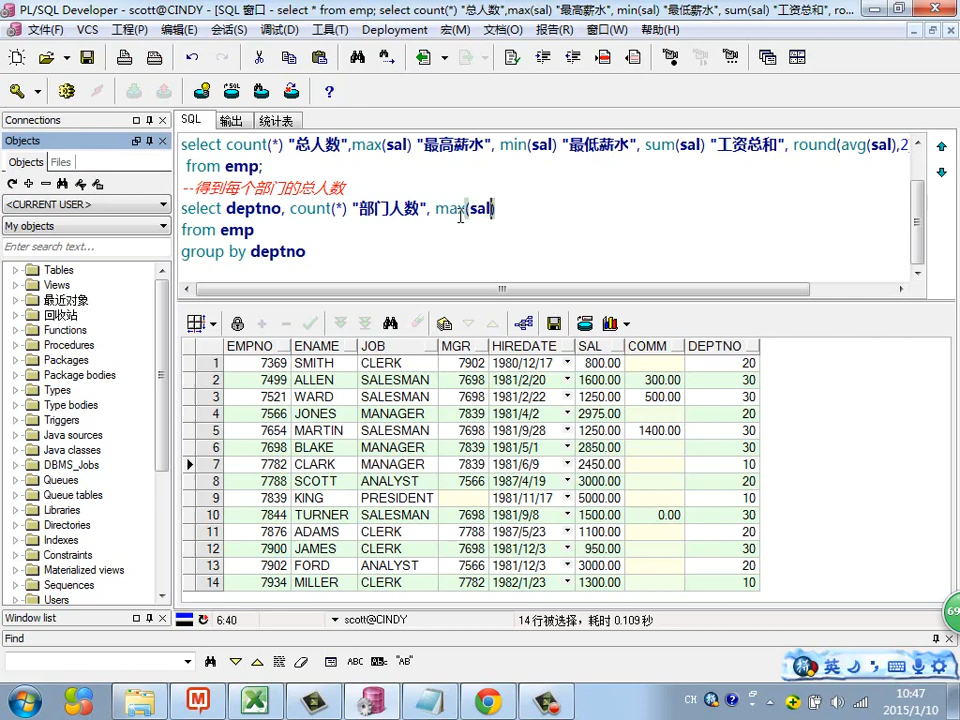 PL/SQL Developer - scott@CINDY - [SQL 窗口 - select * from emp; select count(*) "总人数",max(sal) "最高薪水", min(sal) "最低薪水", sum(sal) "工资总和", ro...
文件(F) VCS 工程(P) 编辑(E) 会话(S) 调试(D) 工具(T) Deployment 宏(M) 文档(O) 报告(R) 窗口(W) 帮助(H)
Connections
Objects
Objects Files
<CURRENT USER>
My objects
Enter search text...
Tables
Views
最近对象
回收站
Functions
Procedures
Packages
Package bodies
Types
Type bodies
Triggers
Java sources
Java classes
DBMS_Jobs
Queues
Queue tables
Libraries
Directories
Indexes
Constraints
Materialized views
Sequences
Users
Window list
SQL 输出 统计表
select count(*) "总人数",max(sal) "最高薪水", min(sal) "最低薪水", sum(sal) "工资总和", round(avg(sal),2
from emp;
--得到每个部门的总人数
select deptno, count(*) "部门人数", max(sal)
from emp
group by deptno
EMPNO ENAME JOB MGR HIREDATE SAL COMM DEPTNO
1 7369 SMITH CLERK 7902 1980/12/17 800.00 20
2 7499 ALLEN SALESMAN 7698 1981/2/20 1600.00 300.00 30
3 7521 WARD SALESMAN 7698 1981/2/22 1250.00 500.00 30
4 7566 JONES MANAGER 7839 1981/4/2 2975.00 20
5 7654 MARTIN SALESMAN 7698 1981/9/28 1250.00 1400.00 30
6 7698 BLAKE MANAGER 7839 1981/5/1 2850.00 30
7 7782 CLARK MANAGER 7839 1981/6/9 2450.00 10
8 7788 SCOTT ANALYST 7566 1987/4/19 3000.00 20
9 7839 KING PRESIDENT 1981/11/17 5000.00 10
10 7844 TURNER SALESMAN 7698 1981/9/8 1500.00 0.00 30
11 7876 ADAMS CLERK 7788 1987/5/23 1100.00 20
12 7900 JAMES CLERK 7698 1981/12/3 950.00 30
13 7902 FORD ANALYST 7566 1981/12/3 3000.00 20
14 7934 MILLER CLERK 7782 1982/1/23 1300.00 10
6:40 scott@CINDY 14 行被选择，耗时 0.109 秒
69
Find
ABC "AB"
英
CH
10:47
2015/1/10